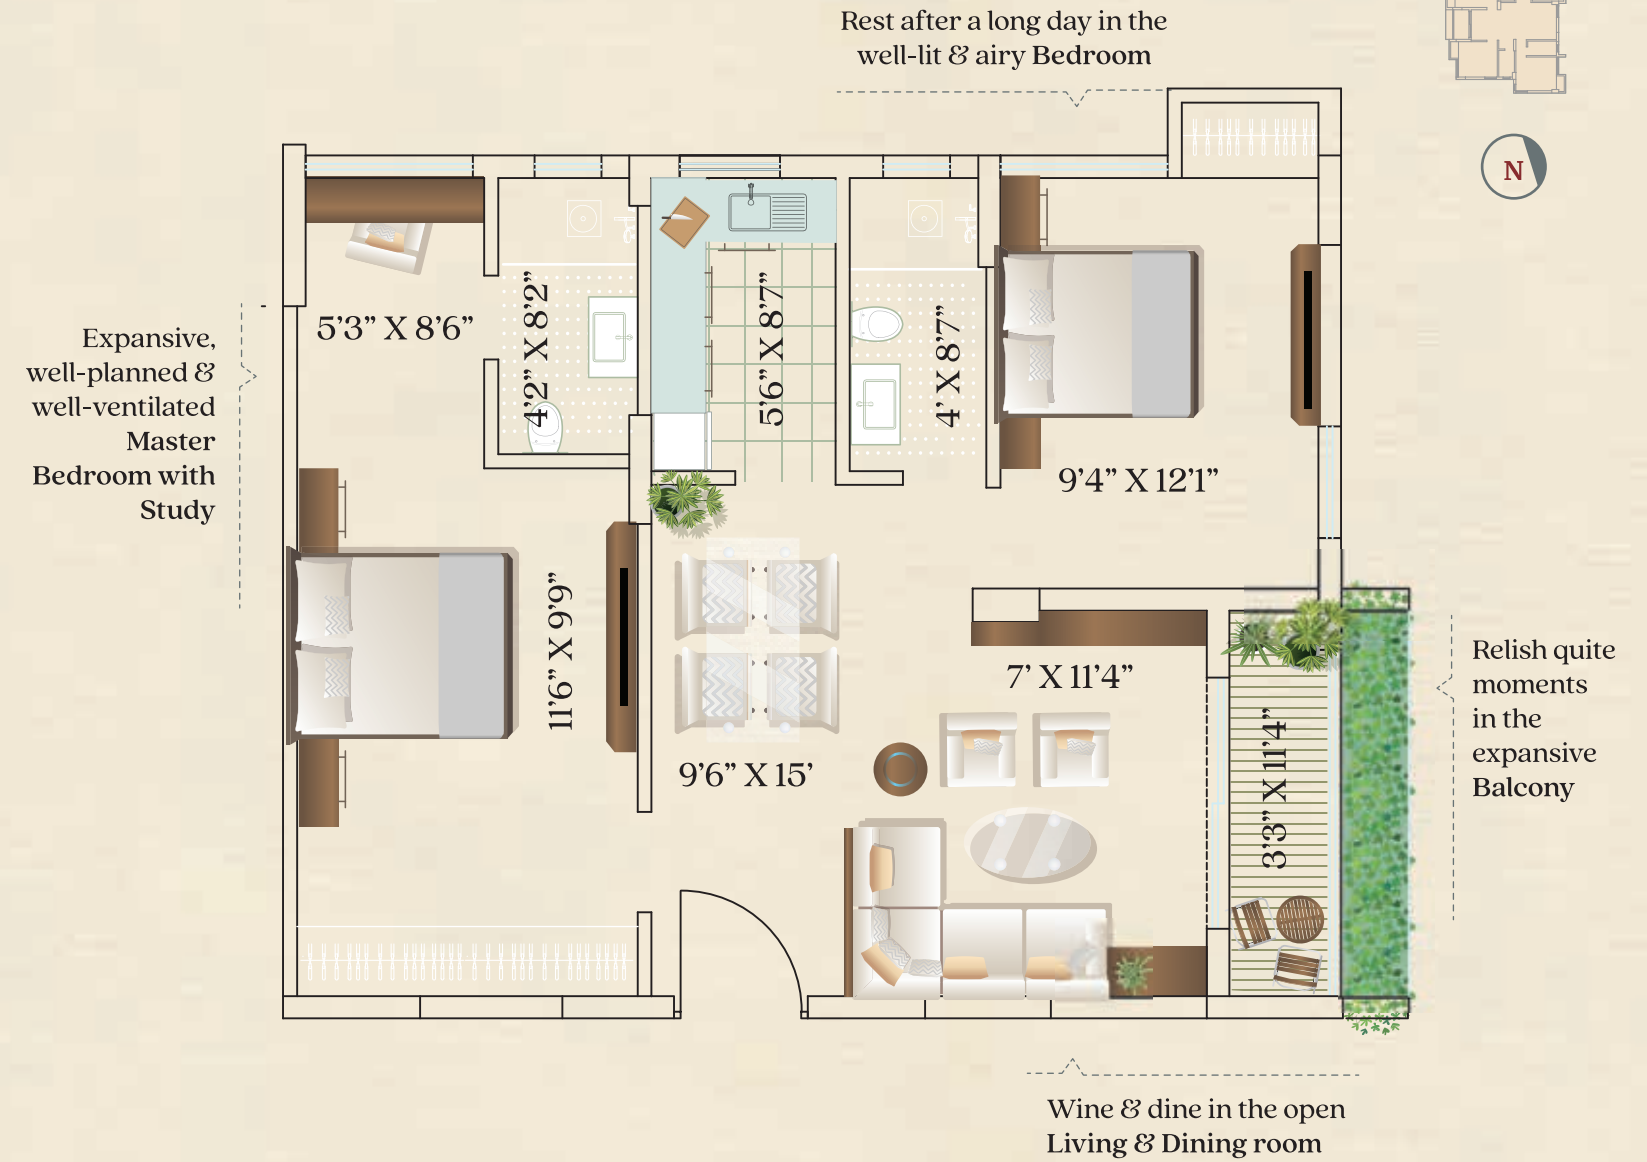 Rest after a long day in the
well-lit & airy Bedroom
N
Expansive,
well-planned &
well-ventilated
Master
Bedroom with
Study
5’3” X 8’6”
4’2” X 8’2”
5’6” X 8’7”
4’ X 8’7”
9’4” X 12’1”
11’6” X 9’9”
9’6” X 15’
7’ X 11’4”
3’3” X 11’4”
Relish quite
moments
in the
expansive
Balcony
Wine & dine in the open
Living & Dining room